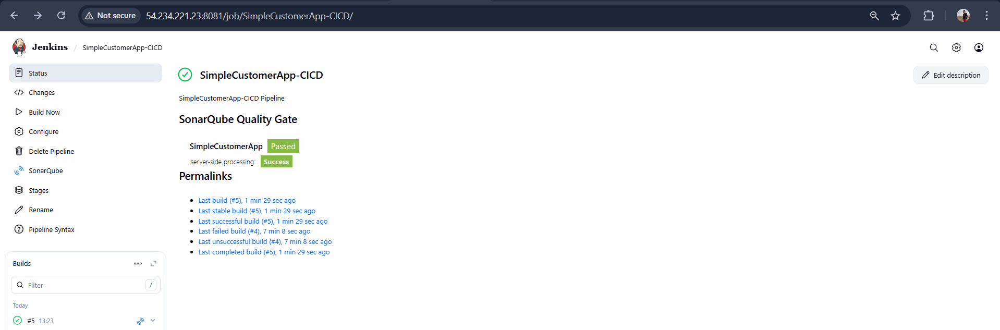 Not secure 54.234.221.23:8081/job/SimpleCustomerApp-CICD/
Jenkins / SimpleCustomerApp-CICD
Status
Changes
Build Now
Configure
Delete Pipeline
SonarQube
Stages
Rename
Pipeline Syntax
Builds
Filter /
Today
#5 13:23
SimpleCustomerApp-CICD
Edit description
SimpleCustomerApp-CICD Pipeline
SonarQube Quality Gate
SimpleCustomerApp Passed
server-side processing: Success
Permalinks
Last build (#5), 1 min 29 sec ago
Last stable build (#5), 1 min 29 sec ago
Last successful build (#5), 1 min 29 sec ago
Last failed build (#4), 7 min 8 sec ago
Last unsuccessful build (#4), 7 min 8 sec ago
Last completed build (#5), 1 min 29 sec ago